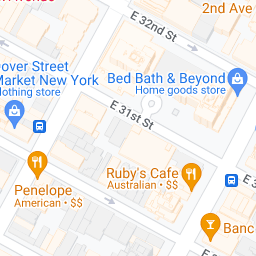 E 32nd St
2nd Ave
Dover Street
Market New York
lothing store
Bed Bath & Beyond
Home goods store
E 31st St
Ruby's Cafe
Australian • $$
Penelope
American • $$
Banc